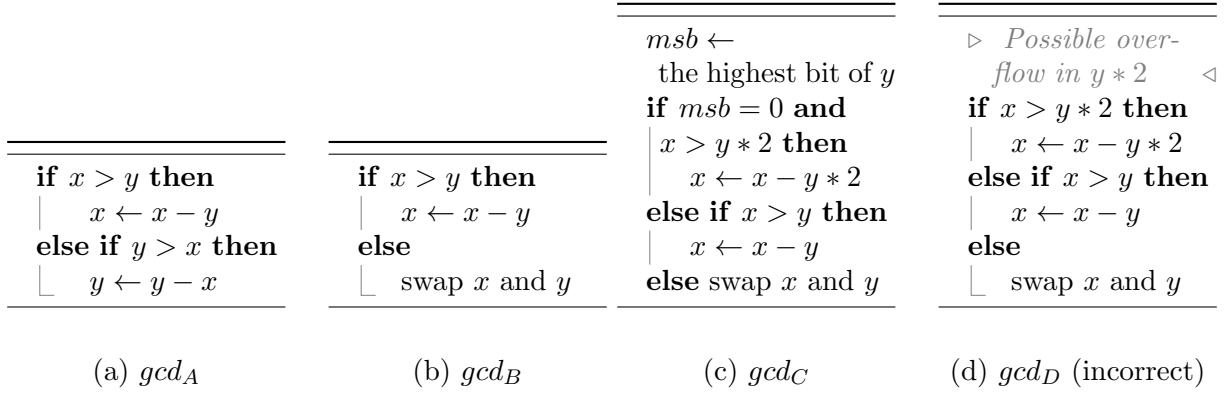 if x > y then
x ← x − y
else if y > x then
y ← y − x
(a) gcd_A
if x > y then
x ← x − y
else
swap x and y
(b) gcd_B
msb ←
the highest bit of y
if msb = 0 and
x > y ∗ 2 then
x ← x − y ∗ 2
else if x > y then
x ← x − y
else swap x and y
(c) gcd_C
▷ Possible over-
flow in y ∗ 2 ◁
if x > y ∗ 2 then
x ← x − y ∗ 2
else if x > y then
x ← x − y
else
swap x and y
(d) gcd_D (incorrect)